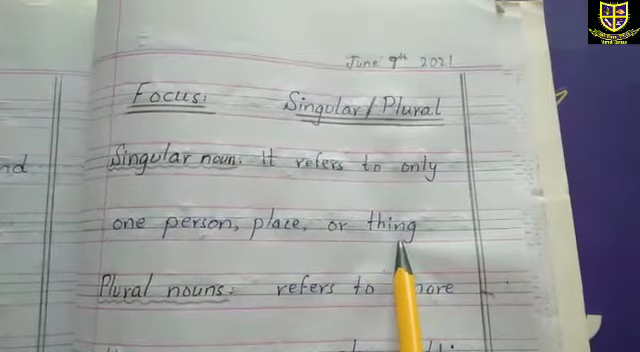 June 9th 2021
Focus: Singular/Plural
nd
Singular noun: It refers to only
one person, place, or thing
Plural nouns: refers to more